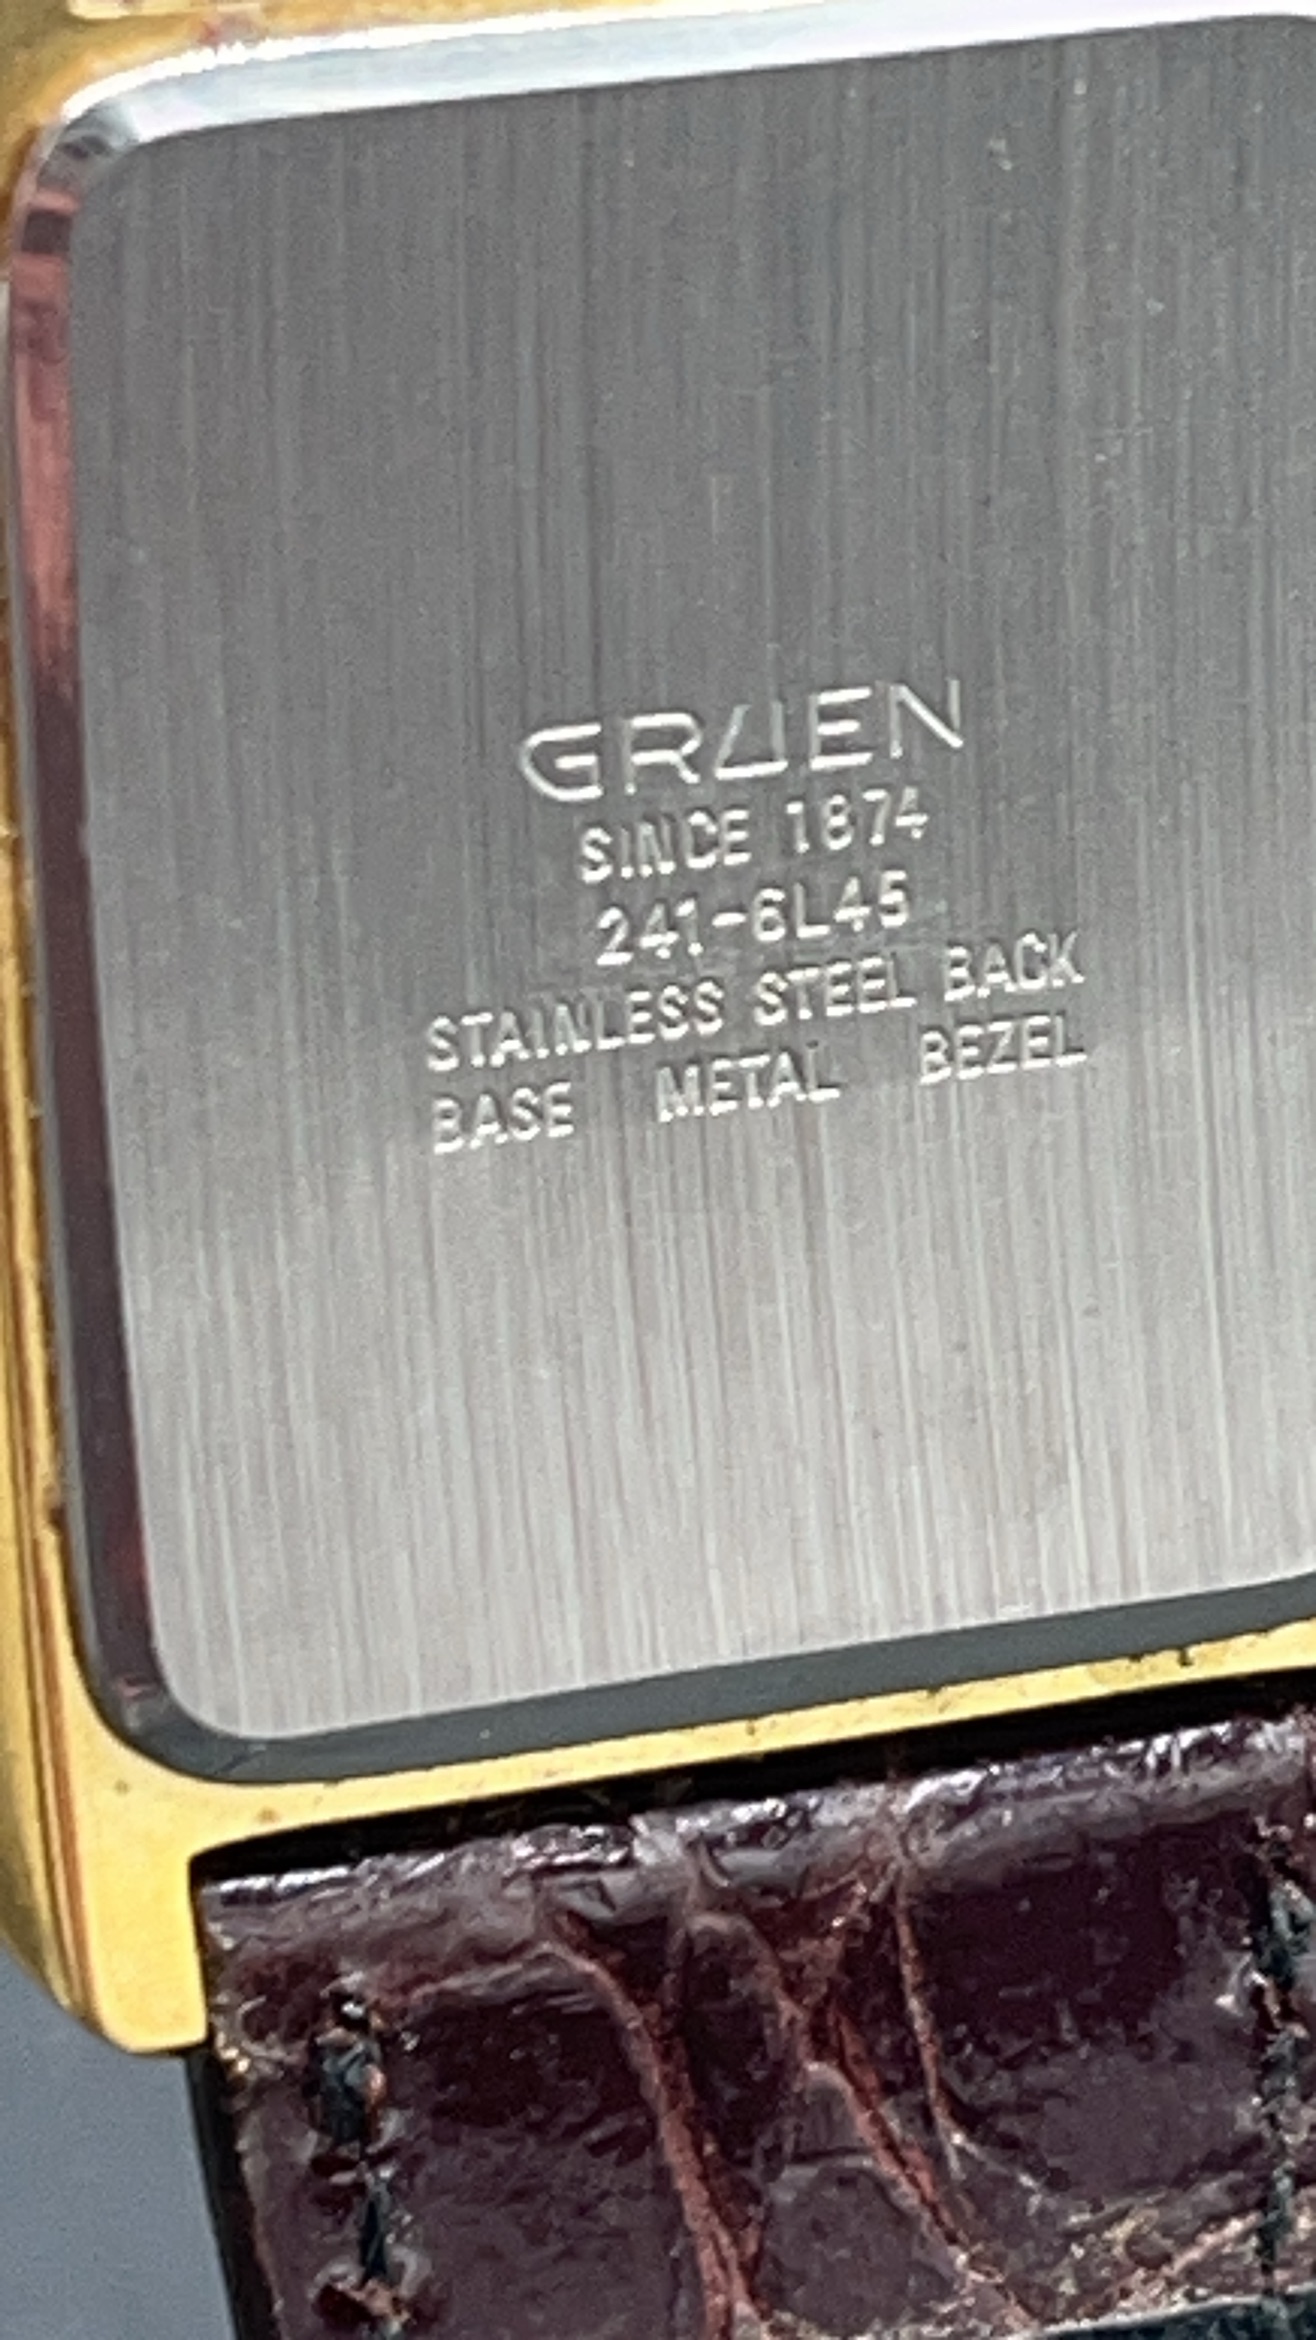 GRUEN
SINCE 1874
241-6L45
STAINLESS STEEL BACK
BASE METAL BEZEL